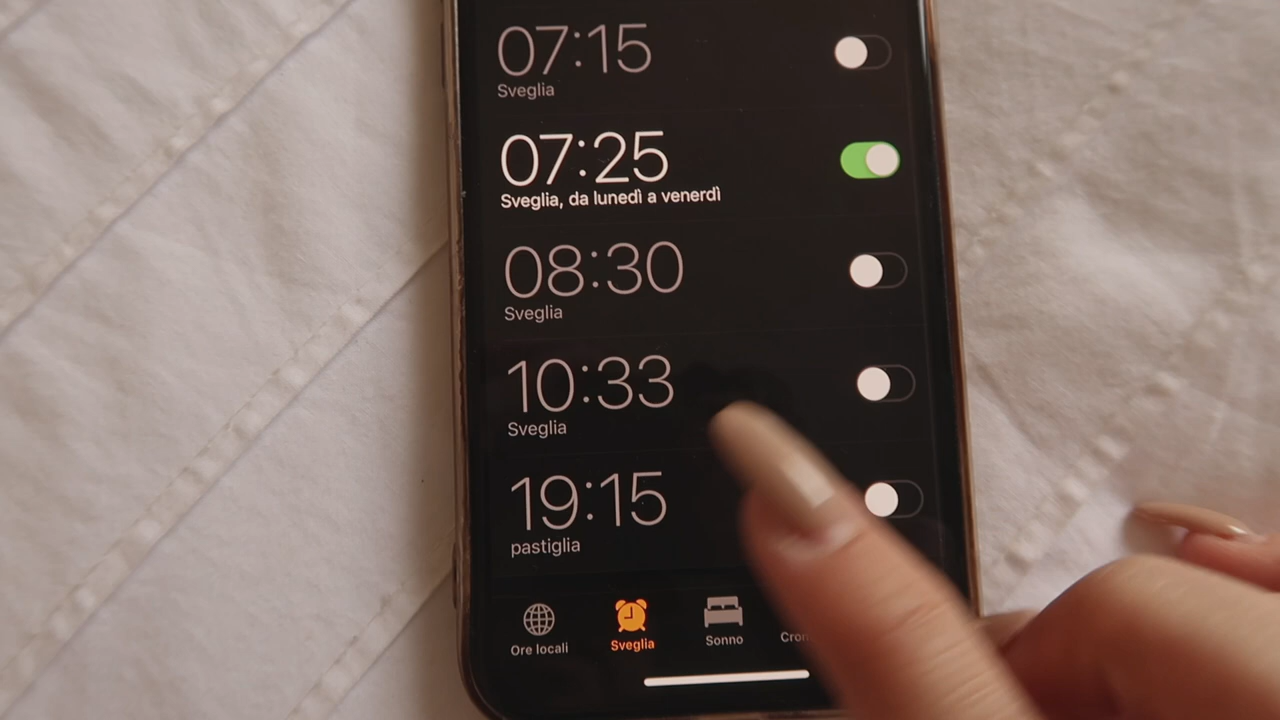 07:15
Sveglia
07:25
Sveglia, da lunedì a venerdì
08:30
Sveglia
10:33
Sveglia
19:15
pastiglia
Ore locali
Sveglia
Sonno